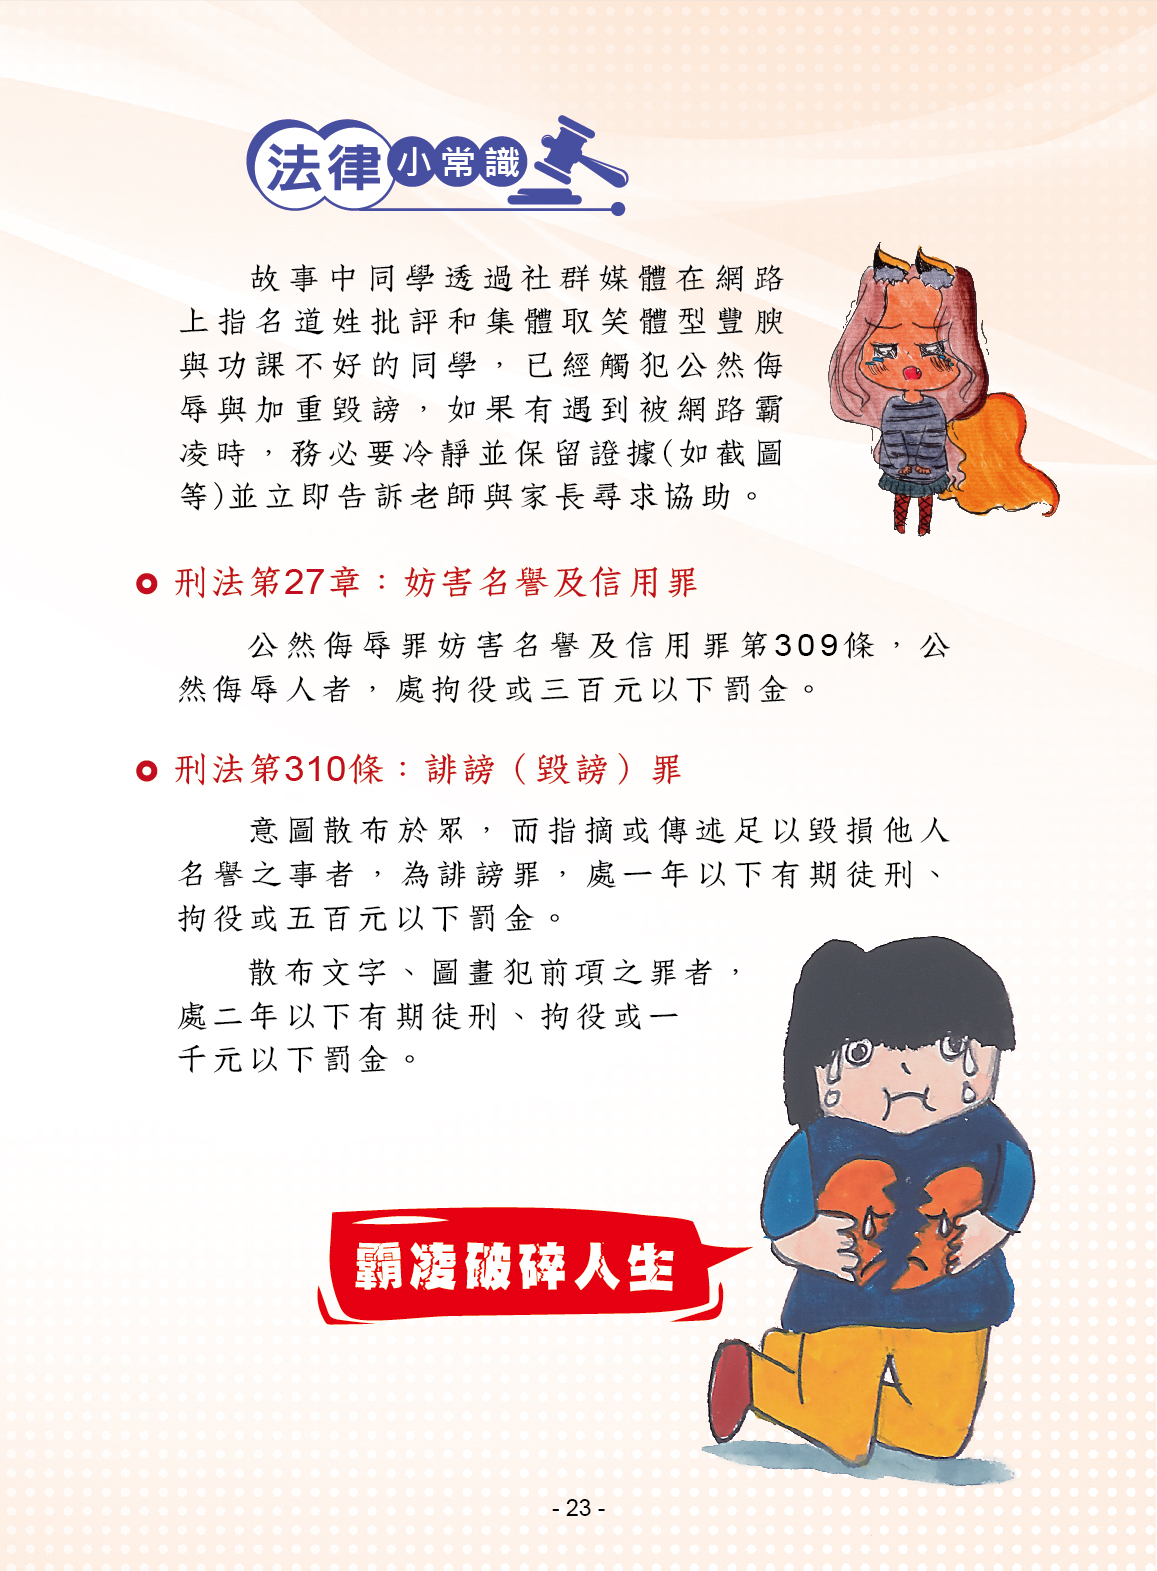 法律小常識
故事中同學透過社群媒體在網路
上指名道姓批評和集體取笑體型豐腴
與功課不好的同學，已經觸犯公然侮
辱與加重毀謗，如果有遇到被網路霸
凌時，務必要冷靜並保留證據(如截圖
等)並立即告訴老師與家長尋求協助。
刑法第27章：妨害名譽及信用罪
公然侮辱罪妨害名譽及信用罪第309條，公
然侮辱人者，處拘役或三百元以下罰金。
刑法第310條：誹謗（毀謗）罪
意圖散布於眾，而指摘或傳述足以毀損他人
名譽之事者，為誹謗罪，處一年以下有期徒刑、
拘役或五百元以下罰金。
散布文字、圖畫犯前項之罪者，
處二年以下有期徒刑、拘役或一
千元以下罰金。
霸凌破碎人生
- 23 -